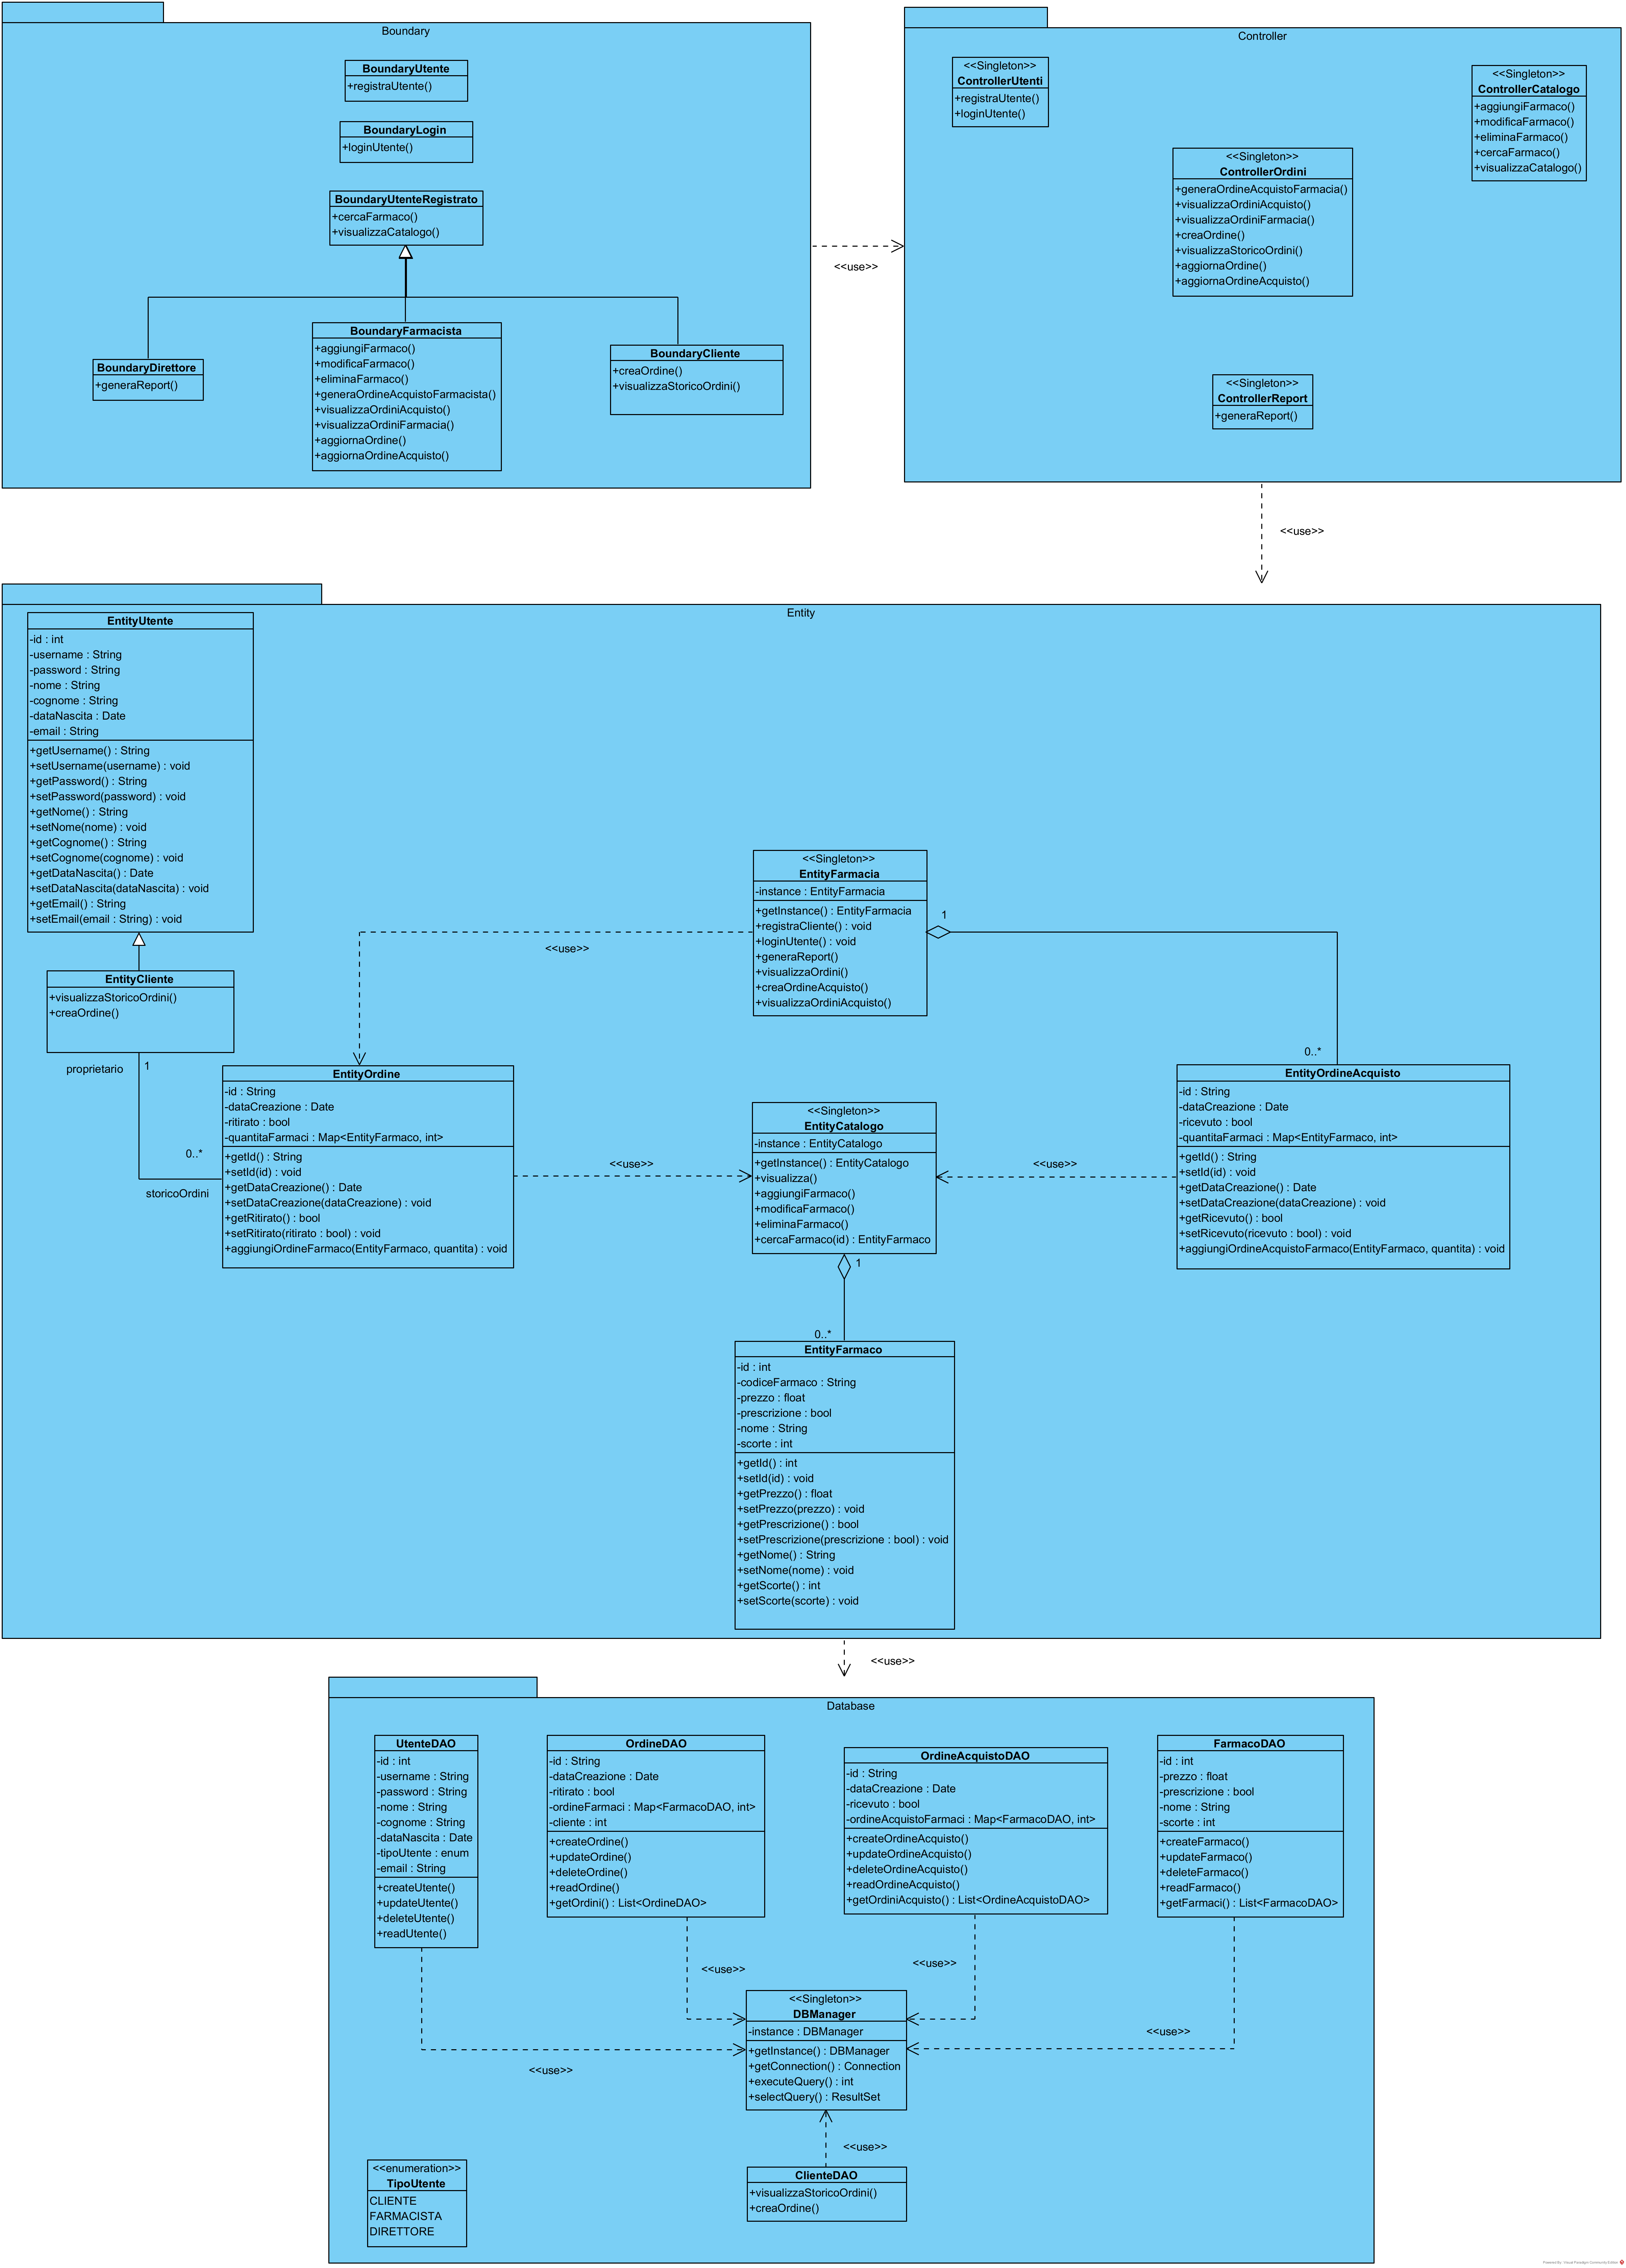 Boundary
BoundaryUtente
+registraUtente()
BoundaryLogin
+loginUtente()
BoundaryUtenteRegistrato
+cercaFarmaco()
+visualizzaCatalogo()
BoundaryDirettore
+generaReport()
BoundaryFarmacista
+aggiungiFarmaco()
+modificaFarmaco()
+eliminaFarmaco()
+generaOrdineAcquistoFarmacista()
+visualizzaOrdiniAcquisto()
+visualizzaOrdiniFarmacia()
+aggiornaOrdine()
+aggiornaOrdineAcquisto()
BoundaryCliente
+creaOrdine()
+visualizzaStoricoOrdini()
<<use>>
Controller
<<Singleton>>
ControllerUtenti
+registraUtente()
+loginUtente()
<<Singleton>>
ControllerCatalogo
+aggiungiFarmaco()
+modificaFarmaco()
+eliminaFarmaco()
+cercaFarmaco()
+visualizzaCatalogo()
<<Singleton>>
ControllerOrdini
+generaOrdineAcquistoFarmacia()
+visualizzaOrdiniAcquisto()
+visualizzaOrdiniFarmacia()
+creaOrdine()
+visualizzaStoricoOrdini()
+aggiornaOrdine()
+aggiornaOrdineAcquisto()
<<Singleton>>
ControllerReport
+generaReport()
<<use>>
Entity
EntityUtente
-id : int
-username : String
-password : String
-nome : String
-cognome : String
-dataNascita : Date
-email : String
+getUsername() : String
+setUsername(username) : void
+getPassword() : String
+setPassword(password) : void
+getNome() : String
+setNome(nome) : void
+getCognome() : String
+setCognome(cognome) : void
+getDataNascita() : Date
+setDataNascita(dataNascita) : void
+getEmail() : String
+setEmail(email : String) : void
EntityCliente
+visualizzaStoricoOrdini()
+creaOrdine()
proprietario
1
0..*
storicoOrdini
<<Singleton>>
EntityFarmacia
-instance : EntityFarmacia
+getInstance() : EntityFarmacia
+registraCliente() : void
+loginUtente() : void
+generaReport()
+visualizzaOrdini()
+creaOrdineAcquisto()
+visualizzaOrdiniAcquisto()
1
0..*
<<use>>
EntityOrdine
-id : String
-dataCreazione : Date
-ritirato : bool
-quantitaFarmaci : Map<EntityFarmaco, int>
+getId() : String
+setId(id) : void
+getDataCreazione() : Date
+setDataCreazione(dataCreazione) : void
+getRitirato() : bool
+setRitirato(ritirato : bool) : void
+aggiungiOrdineFarmaco(EntityFarmaco, quantita) : void
<<use>>
<<Singleton>>
EntityCatalogo
-instance : EntityCatalogo
+getInstance() : EntityCatalogo
+visualizza()
+aggiungiFarmaco()
+modificaFarmaco()
+eliminaFarmaco()
+cercaFarmaco(id) : EntityFarmaco
<<use>>
EntityOrdineAcquisto
-id : String
-dataCreazione : Date
-ricevuto : bool
-quantitaFarmaci : Map<EntityFarmaco, int>
+getId() : String
+setId(id) : void
+getDataCreazione() : Date
+setDataCreazione(dataCreazione) : void
+getRicevuto() : bool
+setRicevuto(ricevuto : bool) : void
+aggiungiOrdineAcquistoFarmaco(EntityFarmaco, quantita) : void
1
0..*
EntityFarmaco
-id : int
-codiceFarmaco : String
-prezzo : float
-prescrizione : bool
-nome : String
-scorte : int
+getId() : int
+setId(id) : void
+getPrezzo() : float
+setPrezzo(prezzo) : void
+getPrescrizione() : bool
+setPrescrizione(prescrizione : bool) : void
+getNome() : String
+setNome(nome) : void
+getScorte() : int
+setScorte(scorte) : void
<<use>>
Database
UtenteDAO
-id : int
-username : String
-password : String
-nome : String
-cognome : String
-dataNascita : Date
-tipoUtente : enum
-email : String
+createUtente()
+updateUtente()
+deleteUtente()
+readUtente()
OrdineDAO
-id : String
-dataCreazione : Date
-ritirato : bool
-ordineFarmaci : Map<FarmacoDAO, int>
-cliente : int
+createOrdine()
+updateOrdine()
+deleteOrdine()
+readOrdine()
+getOrdini() : List<OrdineDAO>
OrdineAcquistoDAO
-id : String
-dataCreazione : Date
-ricevuto : bool
-ordineAcquistoFarmaci : Map<FarmacoDAO, int>
+createOrdineAcquisto()
+updateOrdineAcquisto()
+deleteOrdineAcquisto()
+readOrdineAcquisto()
+getOrdiniAcquisto() : List<OrdineAcquistoDAO>
FarmacoDAO
-id : int
-prezzo : float
-prescrizione : bool
-nome : String
-scorte : int
+createFarmaco()
+updateFarmaco()
+deleteFarmaco()
+readFarmaco()
+getFarmaci() : List<FarmacoDAO>
<<use>>
<<use>>
<<use>>
<<use>>
<<Singleton>>
DBManager
-instance : DBManager
+getInstance() : DBManager
+getConnection() : Connection
+executeQuery() : int
+selectQuery() : ResultSet
<<use>>
ClienteDAO
+visualizzaStoricoOrdini()
+creaOrdine()
<<enumeration>>
TipoUtente
CLIENTE
FARMACISTA
DIRETTORE
Powered By Visual Paradigm Community Edition